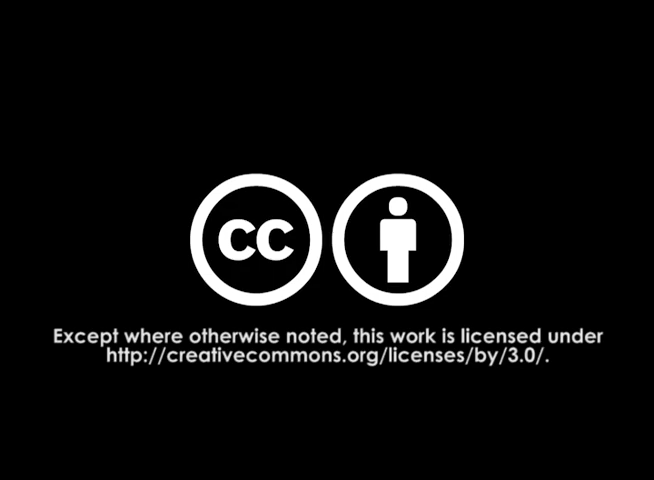 CC
Except where otherwise noted, this work is licensed under
http://creativecommons.org/licenses/by/3.0/.